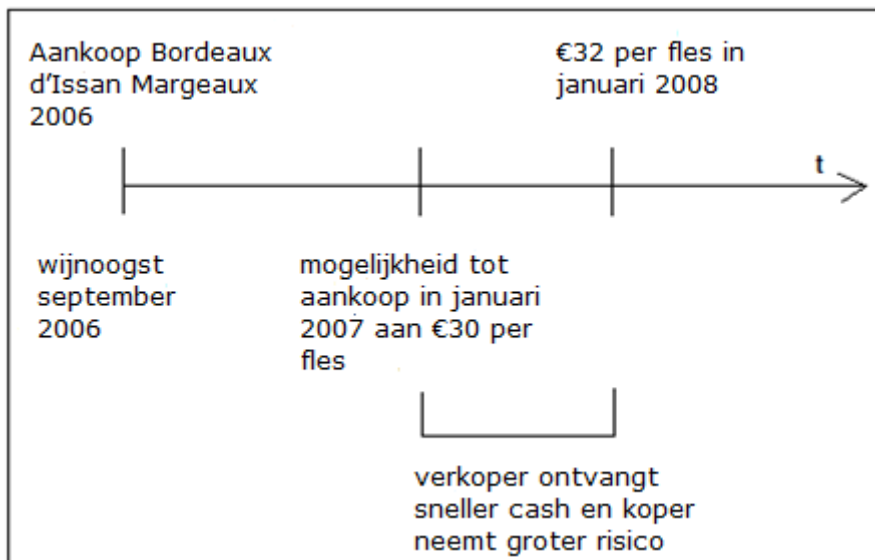 Aankoop Bordeaux
d'Issan Margeaux
2006
€32 per fles in
januari 2008
t
wijnoogst
september
2006
mogelijkheid tot
aankoop in januari
2007 aan €30 per
fles
verkoper ontvangt
sneller cash en koper
neemt groter risico